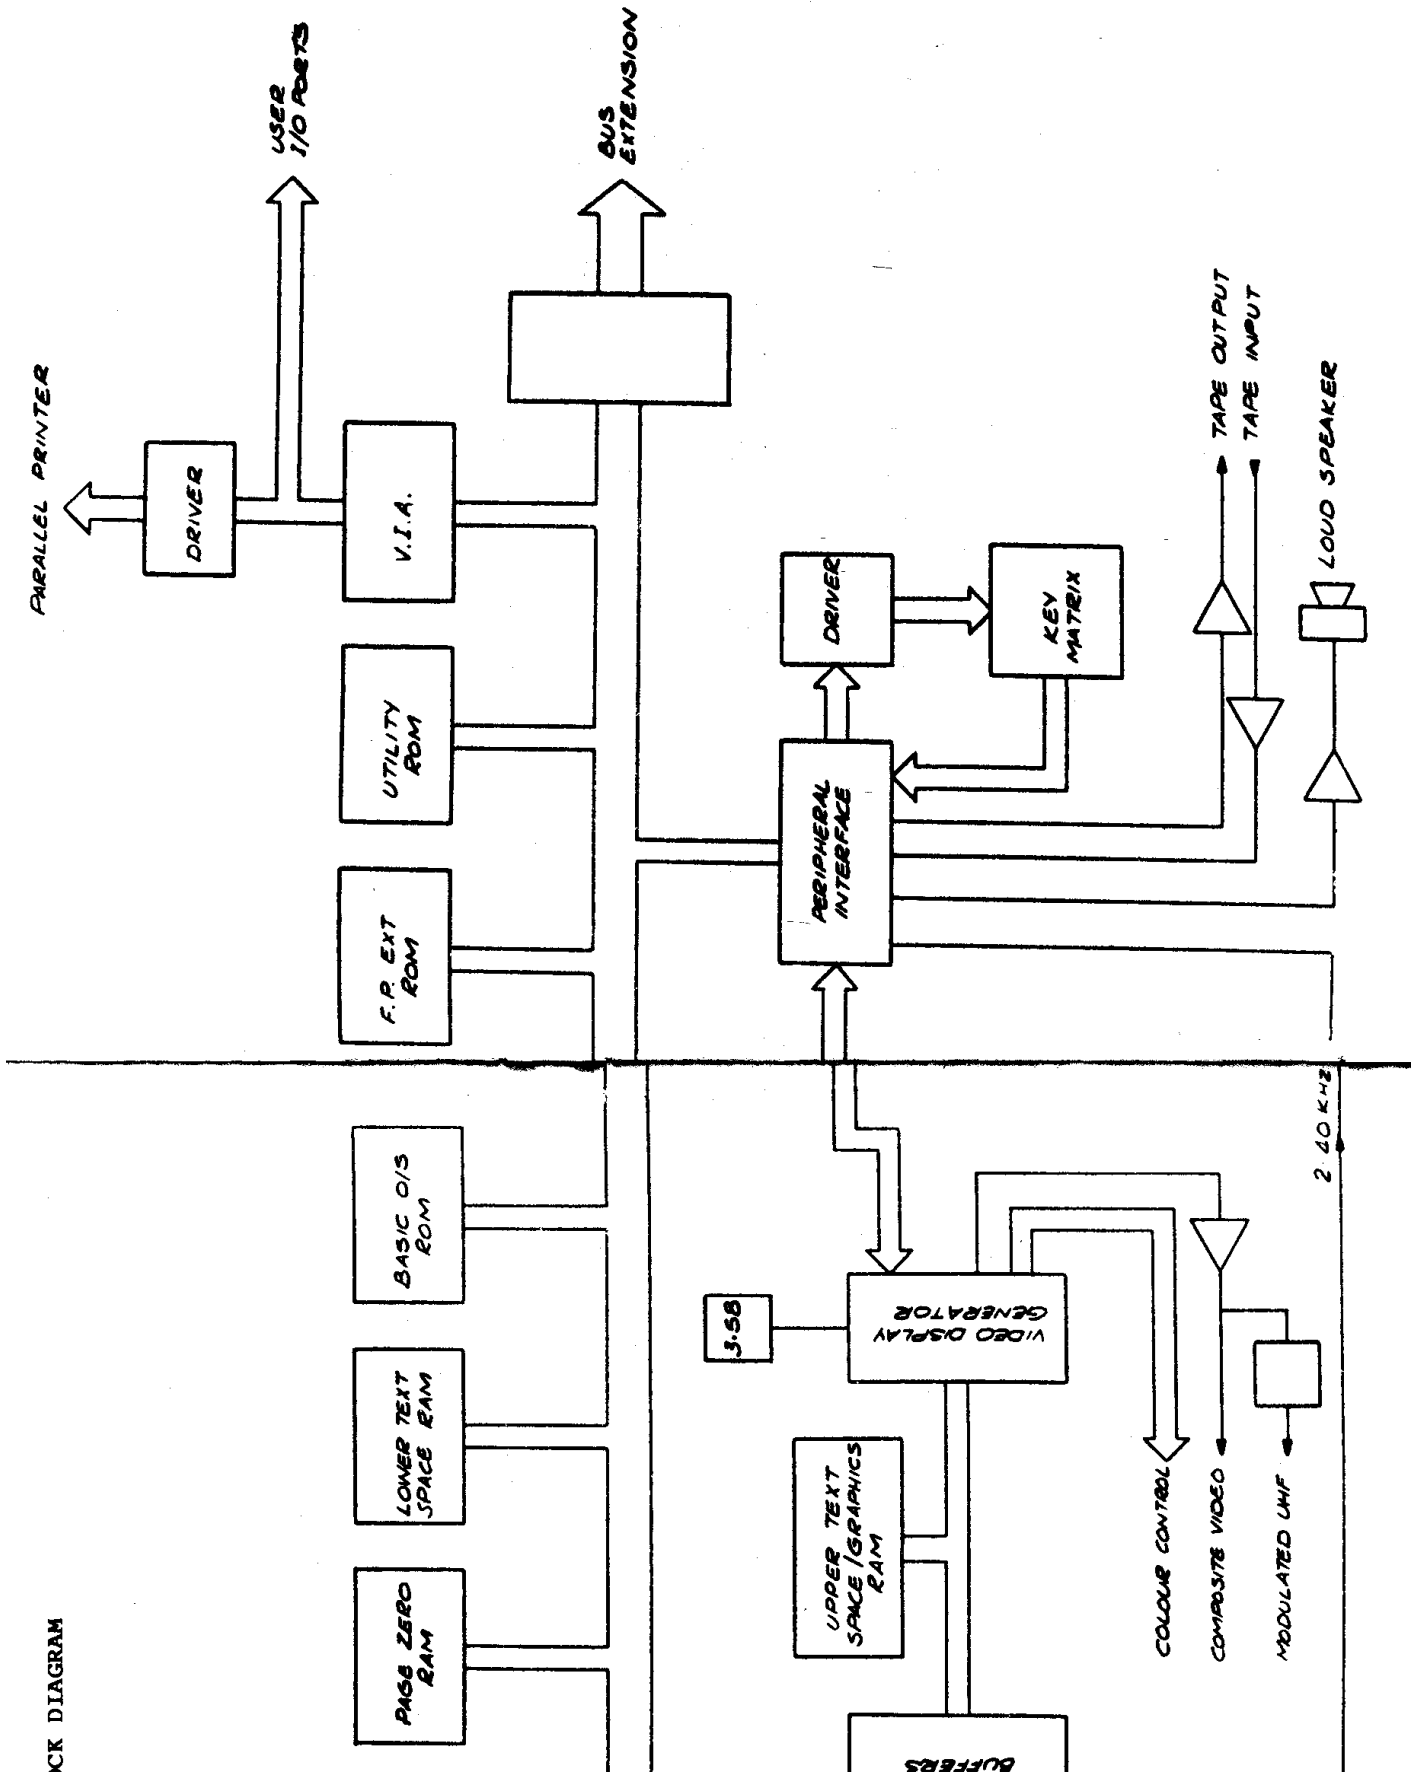 PARALLEL PRINTER
DRIVER
USER
I/O PORTS
V.I.A.
BUS
EXTENSION
UTILITY
ROM
F.P. EXT
ROM
DRIVER
KEY
MATRIX
PERIPHERAL
INTERFACE
TAPE OUTPUT
TAPE INPUT
LOUD SPEAKER
BASIC O/S
ROM
LOWER TEXT
SPACE RAM
PAGE ZERO
RAM
3.58
VIDEO DISPLAY
GENERATOR
UPPER TEXT
SPACE/GRAPHICS
RAM
BUFFERS
COLOUR CONTROL
COMPOSITE VIDEO
MODULATED UHF
2.40 KHZ
OCK DIAGRAM